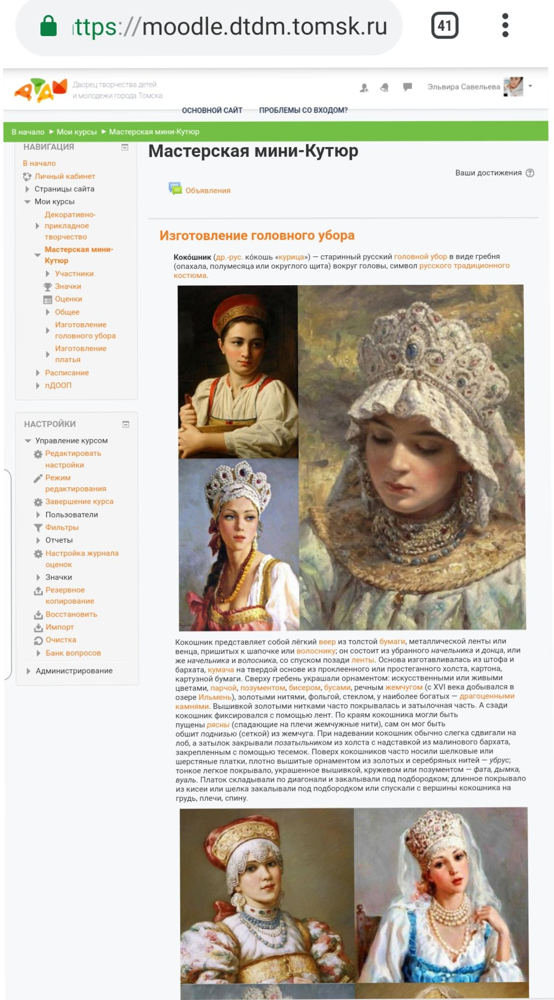 ttps://moodle.dtdm.tomsk.ru
41
Дворец творчества детей
и молодежи города Томска
Эльвира Савельева
ОСНОВНОЙ САЙТ ПРОБЛЕМЫ СО ВХОДОМ?
В начало ► Мои курсы ► Мастерская мини-Кутюр
НАВИГАЦИЯ
В начало
Личный кабинет
Страницы сайта
Мои курсы
Декоративно-
прикладное
творчество
Мастерская мини-
Кутюр
Участники
Значки
Оценки
Общее
Изготовление
головного убора
Изготовление
платья
Расписание
пДООП
НАСТРОЙКИ
Управление курсом
Редактировать
настройки
Режим
редактирования
Завершение курса
Пользователи
Фильтры
Отчеты
Настройка журнала
оценок
Значки
Резервное
копирование
Восстановить
Импорт
Очистка
Банк вопросов
Администрирование
Мастерская мини-Кутюр
Ваши достижения
Объявления
Изготовление головного убора
Коко́шник (др.-рус. ко́кошь «курица») — старинный русский головной убор в виде гребня
(опахала, полумесяца или округлого щита) вокруг головы, символ русского традиционного
костюма.
Кокошник представляет собой лёгкий веер из толстой бумаги, металлической ленты или
венца, пришитых к шапочке или волоснику; он состоит из убранного начельника и донца, или
же начельника и волосника, со спуском позади ленты. Основа изготавливалась из штофа и
бархата, кумача на твердой основе из проклеенного или простеганного холста, картона,
картузной бумаги. Сверху гребень украшали орнаментом: искусственными или живыми
цветами, парчой, позументом, бисером, бусами, речным жемчугом (с XVI века добывался в
озере Ильмень), золотыми нитями, фольгой, стеклом, у наиболее богатых — драгоценными
камнями. Вышивкой золотыми нитками часто покрывалась и затылочная часть. А сзади
кокошник фиксировался с помощью лент. По краям кокошника могли быть
пущены рясны (спадающие на плечи жемчужные нити), сам он мог быть
обшит поднизью (сеткой) из жемчуга. При надевании кокошник обычно слегка сдвигали на
лоб, а затылок закрывали позатыльником из холста с надставкой из малинового бархата,
закрепленным с помощью тесемок. Поверх кокошников часто носили шелковые или
шерстяные платки, плотно вышитые орнаментом из золотых и серебряных нитей — убрус;
тонкое легкое покрывало, украшенное вышивкой, кружевом или позументом — фата, дымка,
вуаль. Платок складывали по диагонали и закалывали под подбородком; длинное покрывало
из кисеи или шелка закалывали под подбородком или спускали с вершины кокошника на
грудь, плечи, спину.